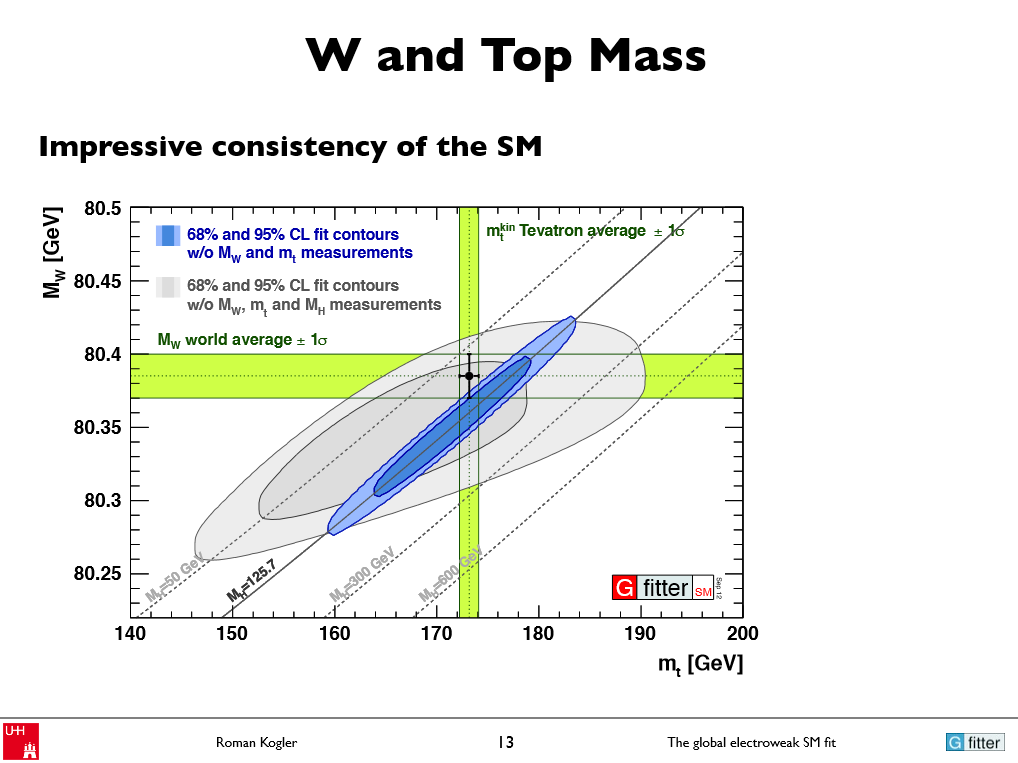 W and Top Mass
Impressive consistency of the SM
M_W [GeV]
80.5
80.45
80.4
80.35
80.3
80.25
68% and 95% CL fit contours
w/o M_W and m_t measurements
68% and 95% CL fit contours
w/o M_W, m_t and M_H measurements
M_W world average ± 1σ
m_t^kin Tevatron average ± 1σ
M_H=50 GeV
M_H=125.7
M_H=300 GeV
M_H=600 GeV
G fitter SM
Sep 12
140 150 160 170 180 190 200
m_t [GeV]
UHH
Roman Kogler
13
The global electroweak SM fit
G fitter